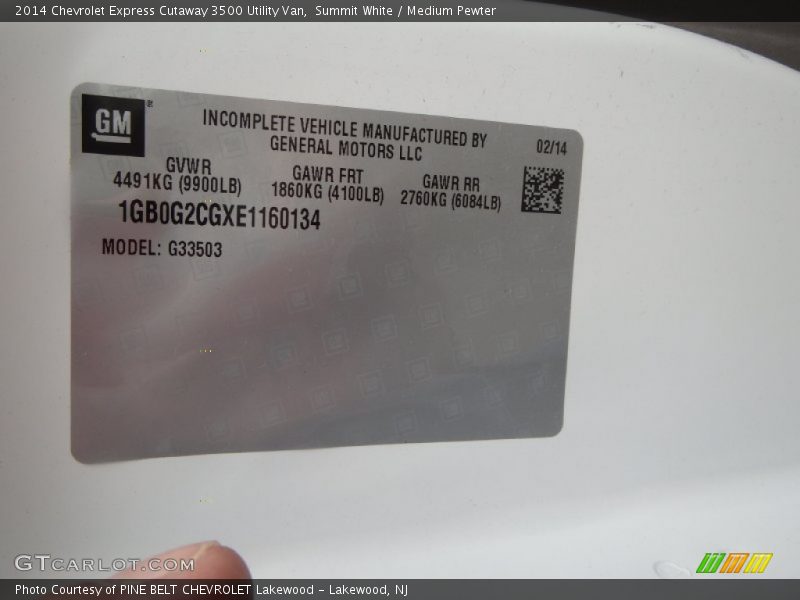 2014 Chevrolet Express Cutaway 3500 Utility Van, Summit White / Medium Pewter
GM
®
INCOMPLETE VEHICLE MANUFACTURED BY
GENERAL MOTORS LLC
02/14
GVWR
4491KG (9900LB)
GAWR FRT
1860KG (4100LB)
GAWR RR
2760KG (6084LB)
1GB0G2CGXE1160134
MODEL: G33503
GTCARLOT.COM
Photo Courtesy of PINE BELT CHEVROLET Lakewood - Lakewood, NJ